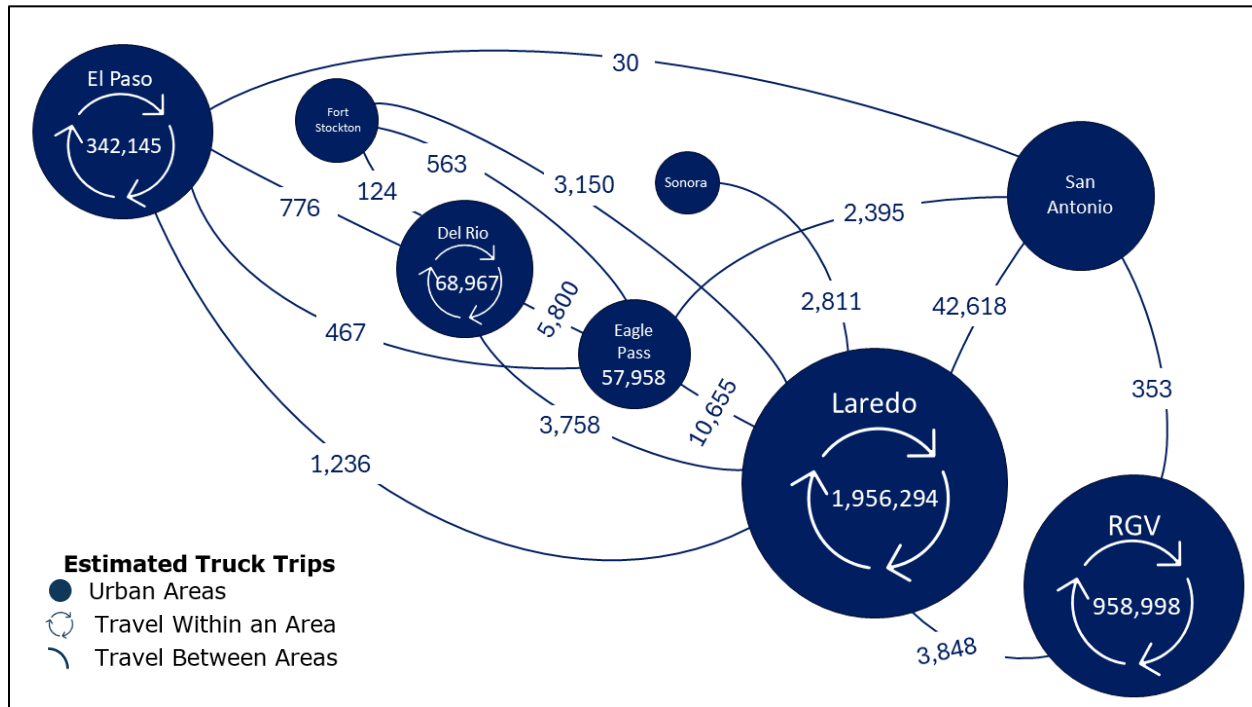 30
El Paso
342,145
Fort
Stockton
563
3,150
Sonora
San
Antonio
124
776
2,395
Del Rio
68,967
5,800
2,811
42,618
467
Eagle
Pass
57,958
353
10,655
3,758
Laredo
1,236
1,956,294
RGV
958,998
3,848
Estimated Truck Trips
Urban Areas
Travel Within an Area
Travel Between Areas